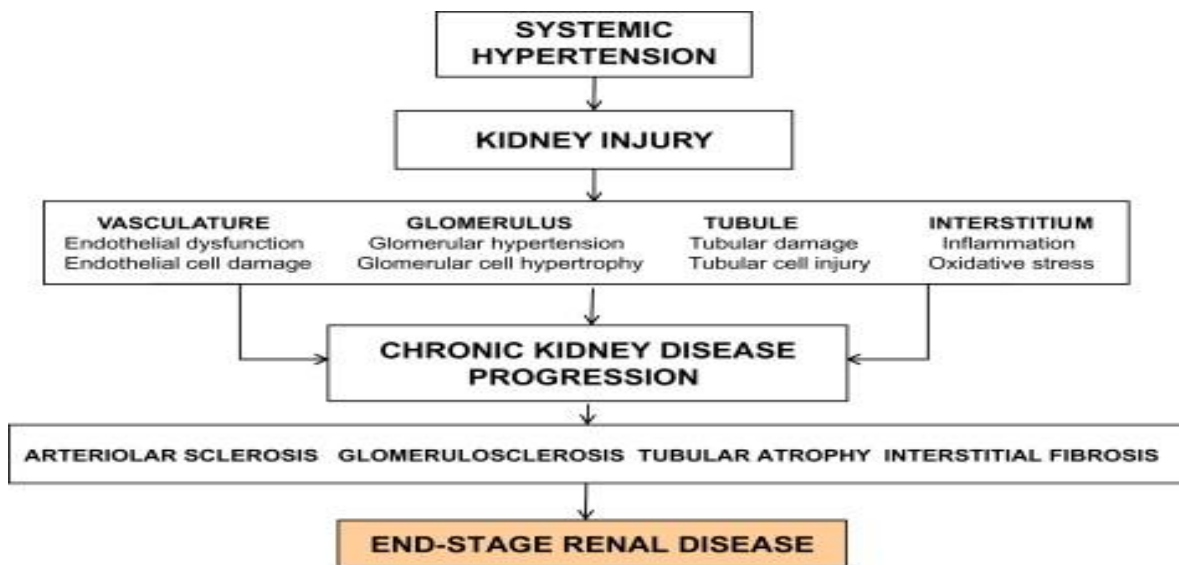 SYSTEMIC
HYPERTENSION
KIDNEY INJURY
VASCULATURE GLOMERULUS TUBULE INTERSTITIUM
Endothelial dysfunction Glomerular hypertension Tubular damage Inflammation
Endothelial cell damage Glomerular cell hypertrophy Tubular cell injury Oxidative stress
CHRONIC KIDNEY DISEASE
PROGRESSION
ARTERIOLAR SCLEROSIS GLOMERULOSCLEROSIS TUBULAR ATROPHY INTERSTITIAL FIBROSIS
END-STAGE RENAL DISEASE